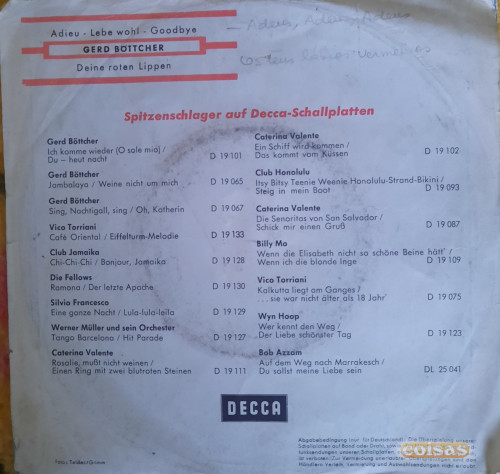 Adieu - Lebe wohl - Goodbye
GERD BÖTTCHER
Deine roten Lippen
Adeus, Adeus, Adeus
Spitzenschlager auf Decca-Schallplatten
Gerd Böttcher
Ich komme wieder (O sole mia) /
Du – heut nacht D 19 101
Gerd Böttcher
Jambalaya / Weine nicht um mich D 19 065
Gerd Böttcher
Sing, Nachtigall, sing / Oh, Katherin D 19 067
Vico Torriani
Café Oriental / Eiffelturm-Melodie D 19 133
Club Jamaika
Chi-Chi-Chi / Bonjour, Jamaika D 19 128
Die Fellows
Ramona / Der letzte Apache D 19 130
Silvio Francesco
Eine ganze Nacht / Lula-lula-leila D 19 129
Werner Müller und sein Orchester
Tango Barcelona / Hit Parade D 19 127
Caterina Valente
Rosalie, mußt nicht weinen /
Einen Ring mit zwei blutroten Steinen D 19 111
Caterina Valente
Ein Schiff wird kommen /
Das kommt vom Küssen D 19 102
Club Honolulu
Itsy Bitsy Teenie Weenie Honolulu-Strand-Bikini /
Steig in mein Boot D 19 093
Caterina Valente
Die Senoritas von San Salvador /
Schick mir einen Gruß D 19 087
Billy Mo
Wenn die Elisabeth nicht so schöne Beine hätt' /
Wenn ich die blonde Inge D 19 109
Vico Torriani
Kalkutta liegt am Ganges /
. . . sie war nicht älter als 18 Jahr' D 19 075
Wyn Hoop
Wer kennt den Weg /
Der Liebe schönster Tag D 19 123
Bob Azzam
Auf dem Weg nach Marrakesch /
Du sollst meine Liebe sein DL 25 041
DECCA
coisas